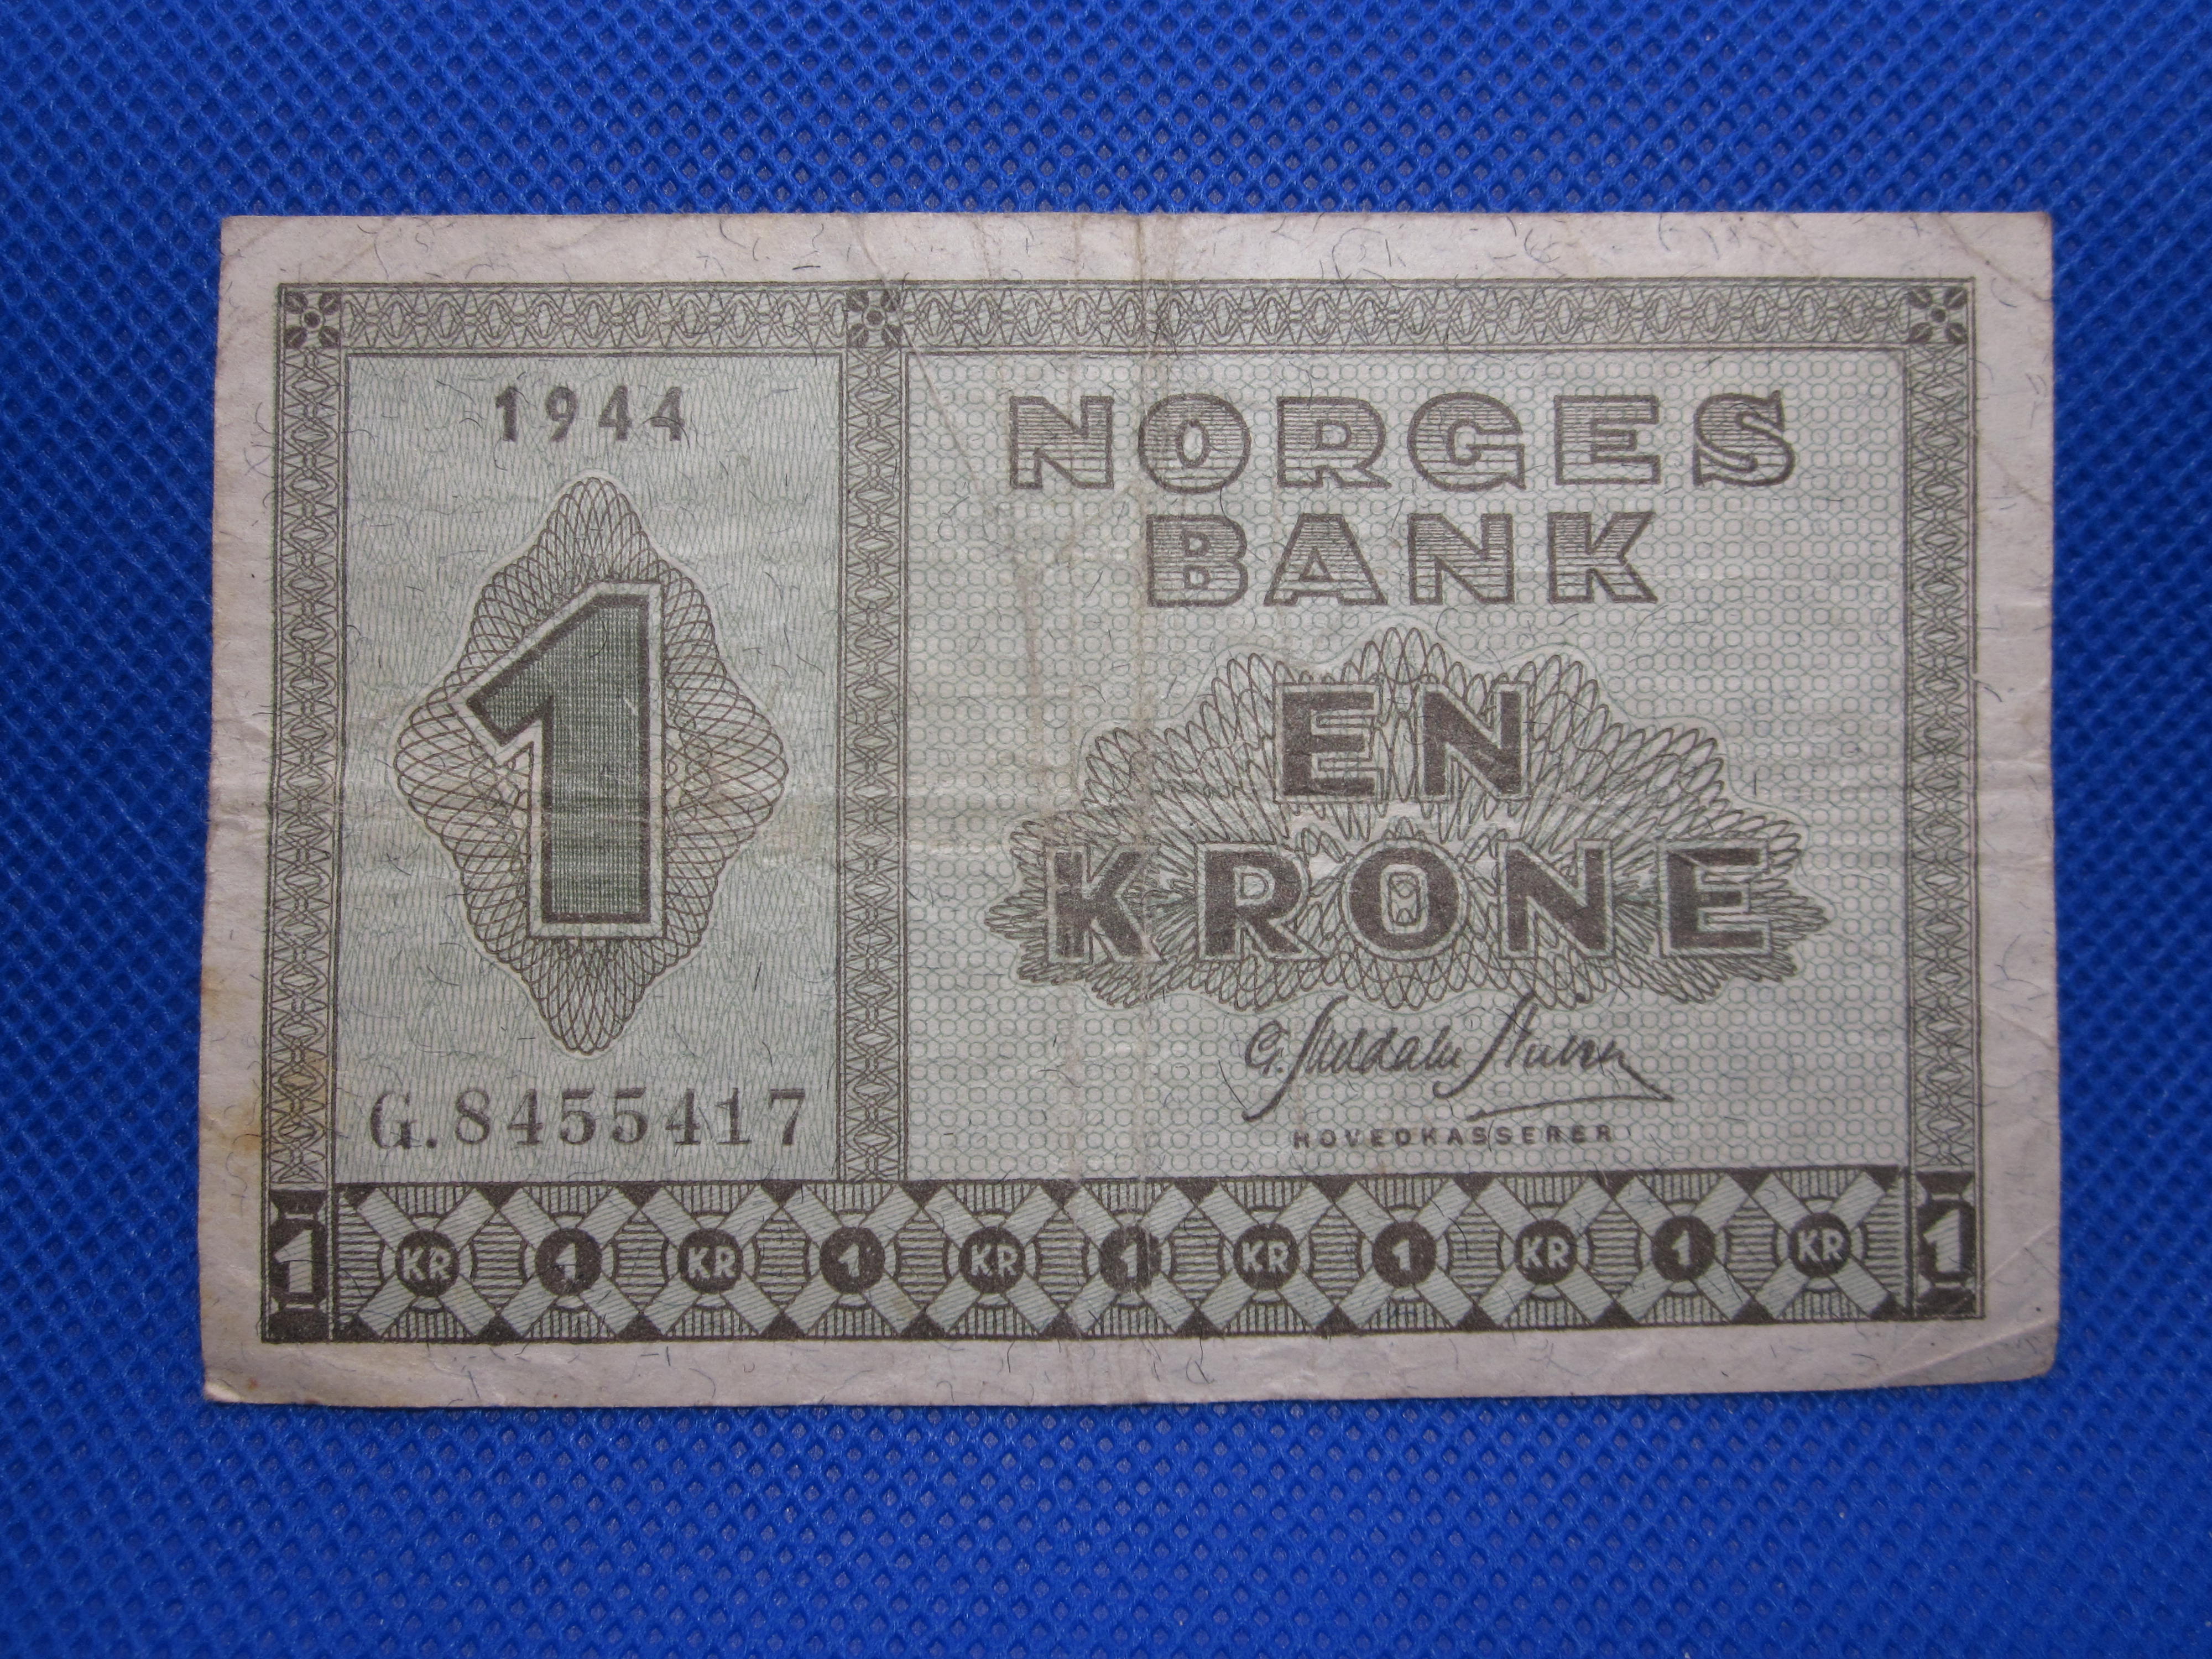 1944
1
G.8455417
NORGES
BANK
EN
KRONE
HOVEDKASSERER
1 KR 1 KR 1 KR 1 KR 1 KR 1 KR 1